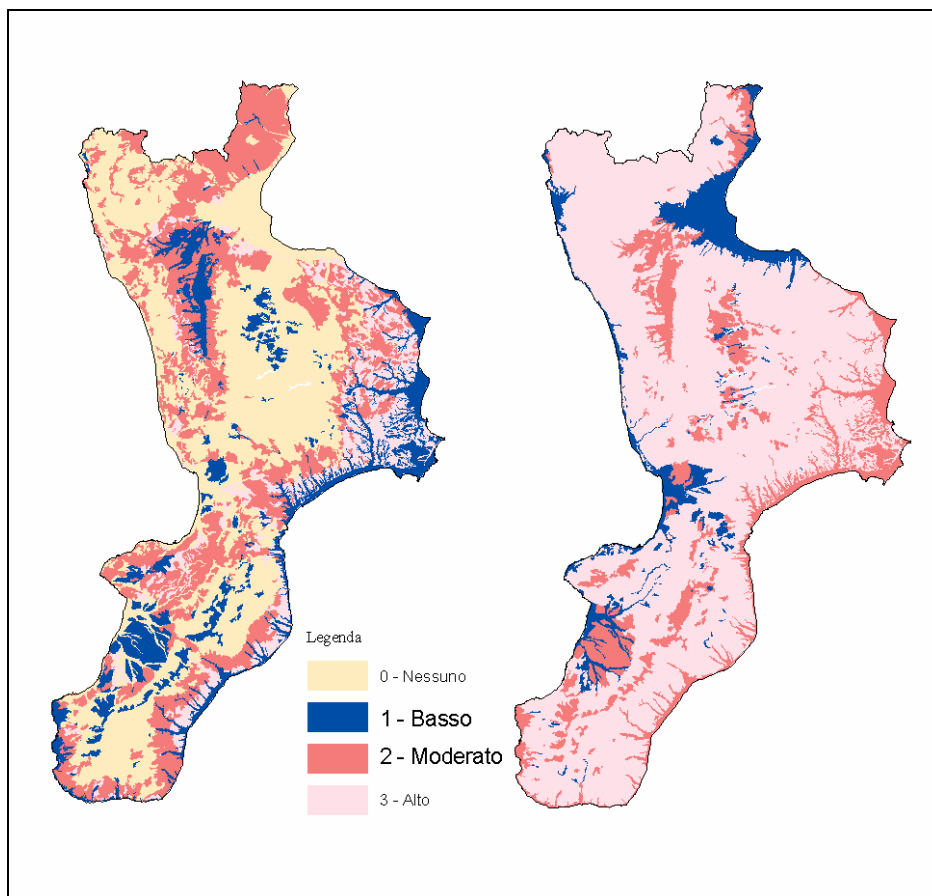 Legenda
0 - Nessuno
1 - Basso
2 - Moderato
3 - Alto